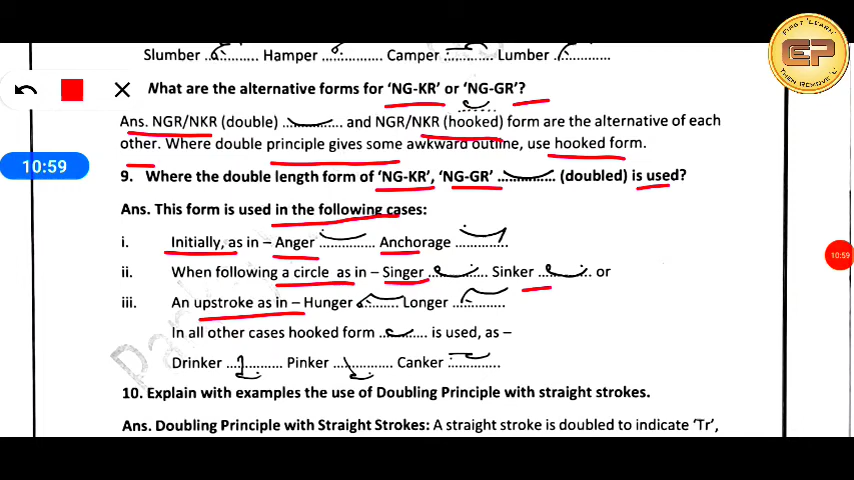 Slumber ............ Hamper ............... Camper ............. Lumber .............
What are the alternative forms for ‘NG-KR’ or ‘NG-GR’ ?
Ans. NGR/NKR (double) .............. and NGR/NKR (hooked) form are the alternative of each
other. Where double principle gives some awkward outline, use hooked form.
9. Where the double length form of ‘NG-KR’, ‘NG-GR’ .............. (doubled) is used?
Ans. This form is used in the following cases:
i. Initially, as in – Anger .............. Anchorage .............
ii. When following a circle as in – Singer .............. Sinker .............. or
iii. An upstroke as in – Hunger ........... Longer .............
In all other cases hooked form ............ is used, as –
Drinker .............. Pinker .............. Canker .............
10. Explain with examples the use of Doubling Principle with straight strokes.
Ans. Doubling Principle with Straight Strokes: A straight stroke is doubled to indicate ‘Tr’,
10:59
10:59
FIRST 'LEARN'
EP
THEN REMOVE 'L'